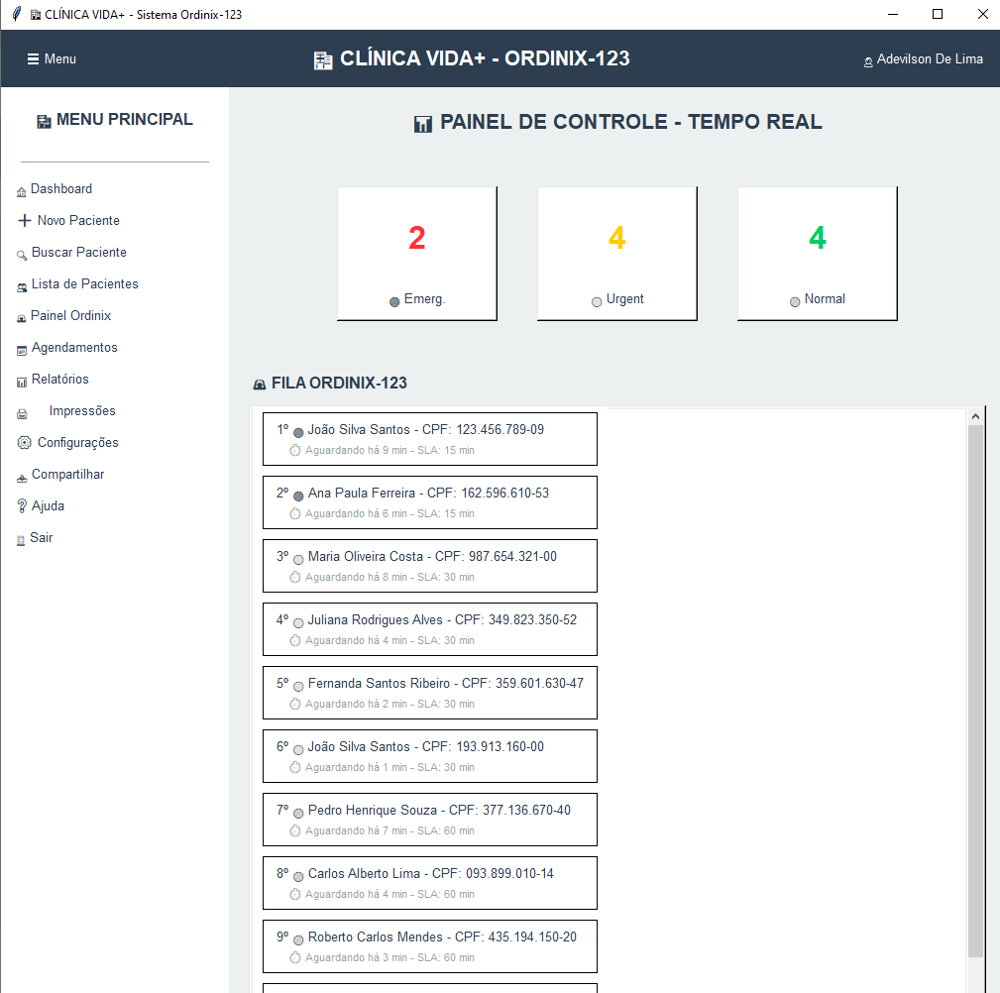 CLÍNICA VIDA+ - Sistema Ordinix-123
Menu
CLÍNICA VIDA+ - ORDINIX-123
Adevilson De Lima
MENU PRINCIPAL
Dashboard
Novo Paciente
Buscar Paciente
Lista de Pacientes
Painel Ordinix
Agendamentos
Relatórios
Impressões
Configurações
Compartilhar
Ajuda
Sair
PAINEL DE CONTROLE - TEMPO REAL
2
Emerg.
4
Urgent
4
Normal
FILA ORDINIX-123
1º João Silva Santos - CPF: 123.456.789-09
Aguardando há 9 min - SLA: 15 min
2º Ana Paula Ferreira - CPF: 162.596.610-53
Aguardando há 6 min - SLA: 15 min
3º Maria Oliveira Costa - CPF: 987.654.321-00
Aguardando há 8 min - SLA: 30 min
4º Juliana Rodrigues Alves - CPF: 349.823.350-52
Aguardando há 4 min - SLA: 30 min
5º Fernanda Santos Ribeiro - CPF: 359.601.630-47
Aguardando há 2 min - SLA: 30 min
6º João Silva Santos - CPF: 193.913.160-00
Aguardando há 1 min - SLA: 30 min
7º Pedro Henrique Souza - CPF: 377.136.670-40
Aguardando há 7 min - SLA: 60 min
8º Carlos Alberto Lima - CPF: 093.899.010-14
Aguardando há 4 min - SLA: 60 min
9º Roberto Carlos Mendes - CPF: 435.194.150-20
Aguardando há 3 min - SLA: 60 min